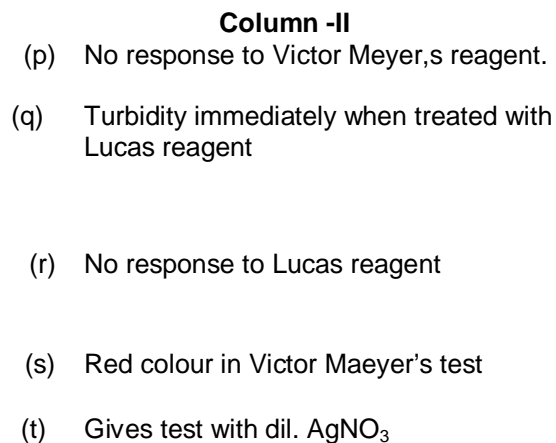 Column -II
(p) No response to Victor Meyer,s reagent.
(q) Turbidity immediately when treated with
Lucas reagent
(r) No response to Lucas reagent
(s) Red colour in Victor Maeyer's test
(t) Gives test with dil. AgNO₃